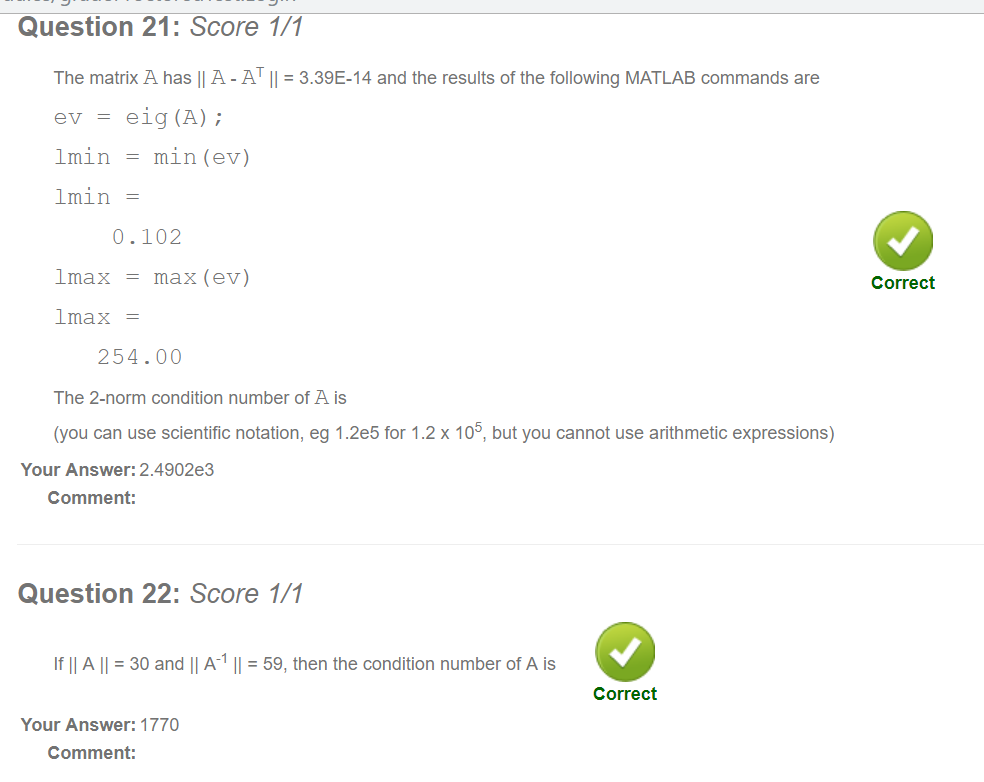 Question 21: Score 1/1
The matrix A has || A - Aᵀ || = 3.39E-14 and the results of the following MATLAB commands are
ev = eig(A);
lmin = min(ev)
lmin =
0.102
lmax = max(ev)
lmax =
254.00
Correct
The 2-norm condition number of A is
(you can use scientific notation, eg 1.2e5 for 1.2 x 10⁵, but you cannot use arithmetic expressions)
Your Answer: 2.4902e3
Comment:
Question 22: Score 1/1
If || A || = 30 and || A⁻¹ || = 59, then the condition number of A is
Correct
Your Answer: 1770
Comment: